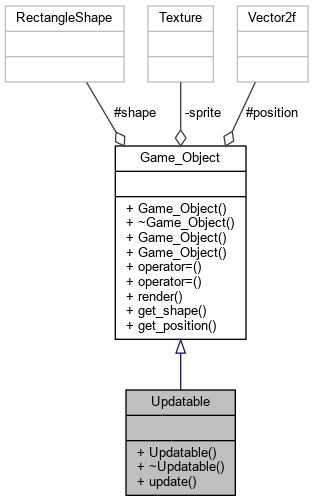 RectangleShape
Texture
Vector2f
#shape
-sprite
#position
Game_Object
+ Game_Object()
+ ~Game_Object()
+ Game_Object()
+ Game_Object()
+ operator=()
+ operator=()
+ render()
+ get_shape()
+ get_position()
Updatable
+ Updatable()
+ ~Updatable()
+ update()